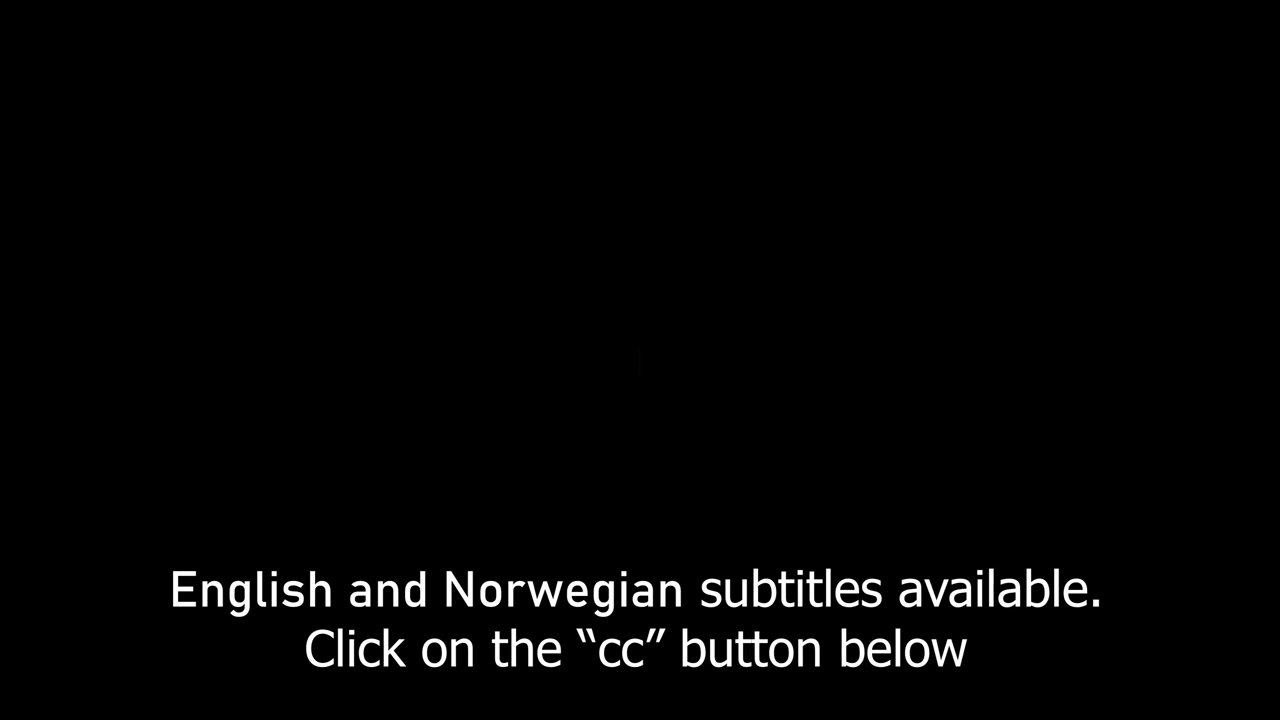 English and Norwegian subtitles available.
Click on the “cc” button below